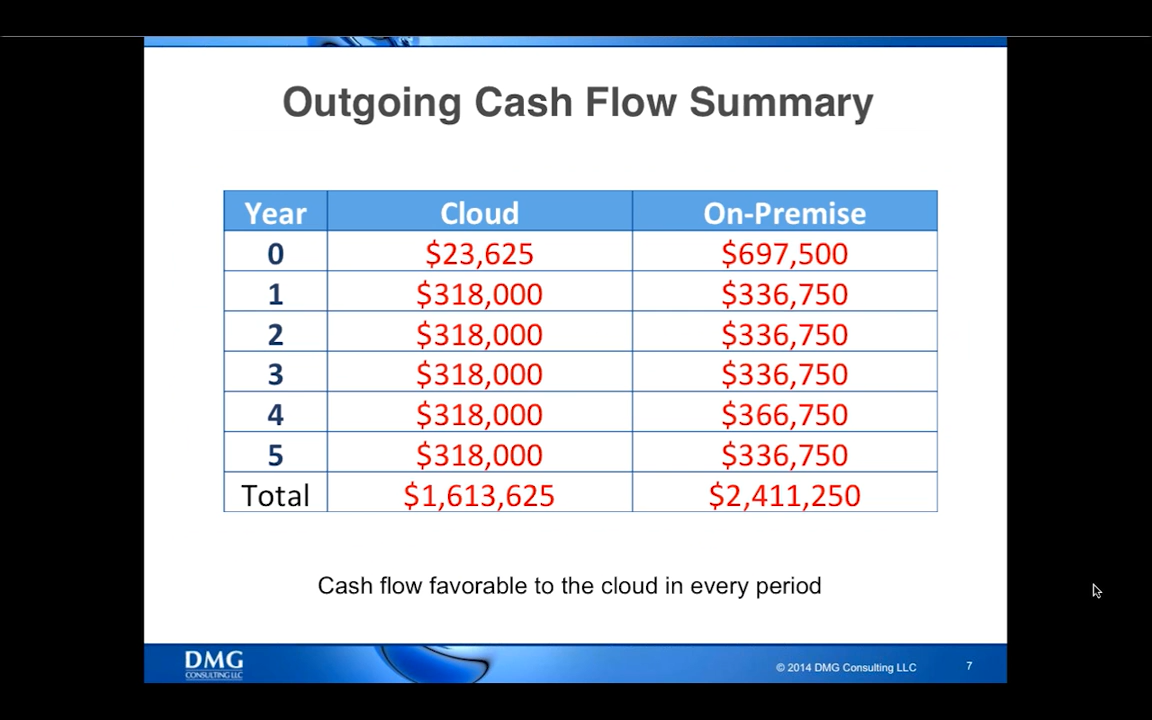 Outgoing Cash Flow Summary
Year Cloud On-Premise
0 $23,625 $697,500
1 $318,000 $336,750
2 $318,000 $336,750
3 $318,000 $336,750
4 $318,000 $366,750
5 $318,000 $336,750
Total $1,613,625 $2,411,250
Cash flow favorable to the cloud in every period
DMG
CONSULTING LLC
© 2014 DMG Consulting LLC 7